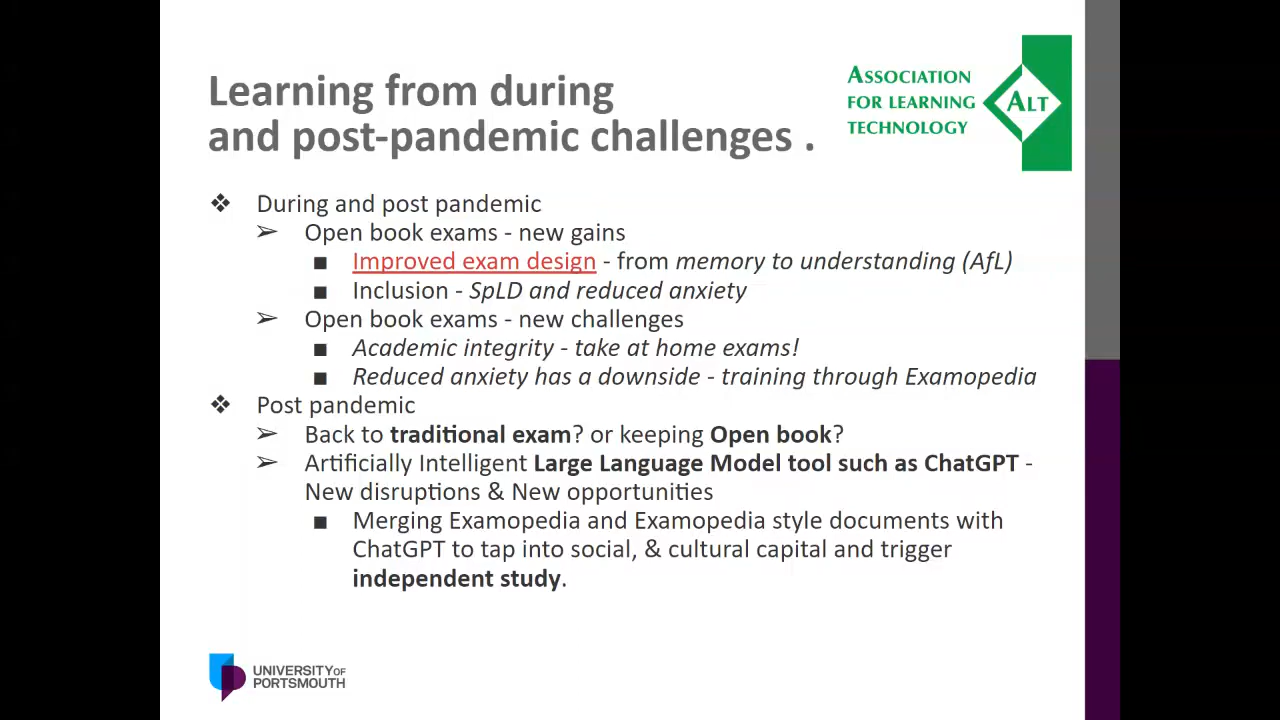 Learning from during
and post-pandemic challenges .
ASSOCIATION
FOR LEARNING
TECHNOLOGY
ALT
❖ During and post pandemic
➢ Open book exams - new gains
■ Improved exam design - from memory to understanding (AfL)
■ Inclusion - SpLD and reduced anxiety
➢ Open book exams - new challenges
■ Academic integrity - take at home exams!
■ Reduced anxiety has a downside - training through Examopedia
❖ Post pandemic
➢ Back to traditional exam? or keeping Open book?
➢ Artificially Intelligent Large Language Model tool such as ChatGPT -
New disruptions & New opportunities
■ Merging Examopedia and Examopedia style documents with
ChatGPT to tap into social, & cultural capital and trigger
independent study.
UNIVERSITY OF
PORTSMOUTH